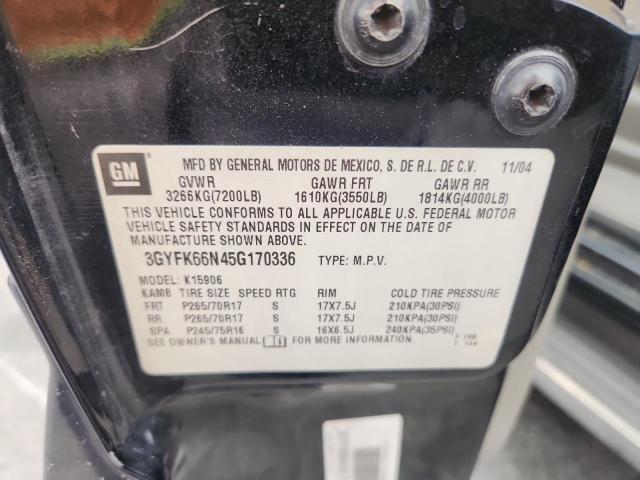 GM
MFD BY GENERAL MOTORS DE MEXICO, S. DE R.L. DE C.V. 11/04
GVWR GAWR FRT GAWR RR
3266KG(7200LB) 1610KG(3550LB) 1814KG(4000LB)
THIS VEHICLE CONFORMS TO ALL APPLICABLE U.S. FEDERAL MOTOR
VEHICLE SAFETY STANDARDS IN EFFECT ON THE DATE OF
MANUFACTURE SHOWN ABOVE.
3GYFK66N45G170336 TYPE: M.P.V.
MODEL: K15906
KAMB TIRE SIZE SPEED RTG RIM COLD TIRE PRESSURE
FRT P265/70R17 S 17X7.5J 210KPA(30PSI)
RR P265/70R17 S 17X7.5J 210KPA(30PSI)
SPA P245/75R16 S 16X6.5J 240KPA(35PSI)
SEE OWNER'S MANUAL FOR MORE INFORMATION.